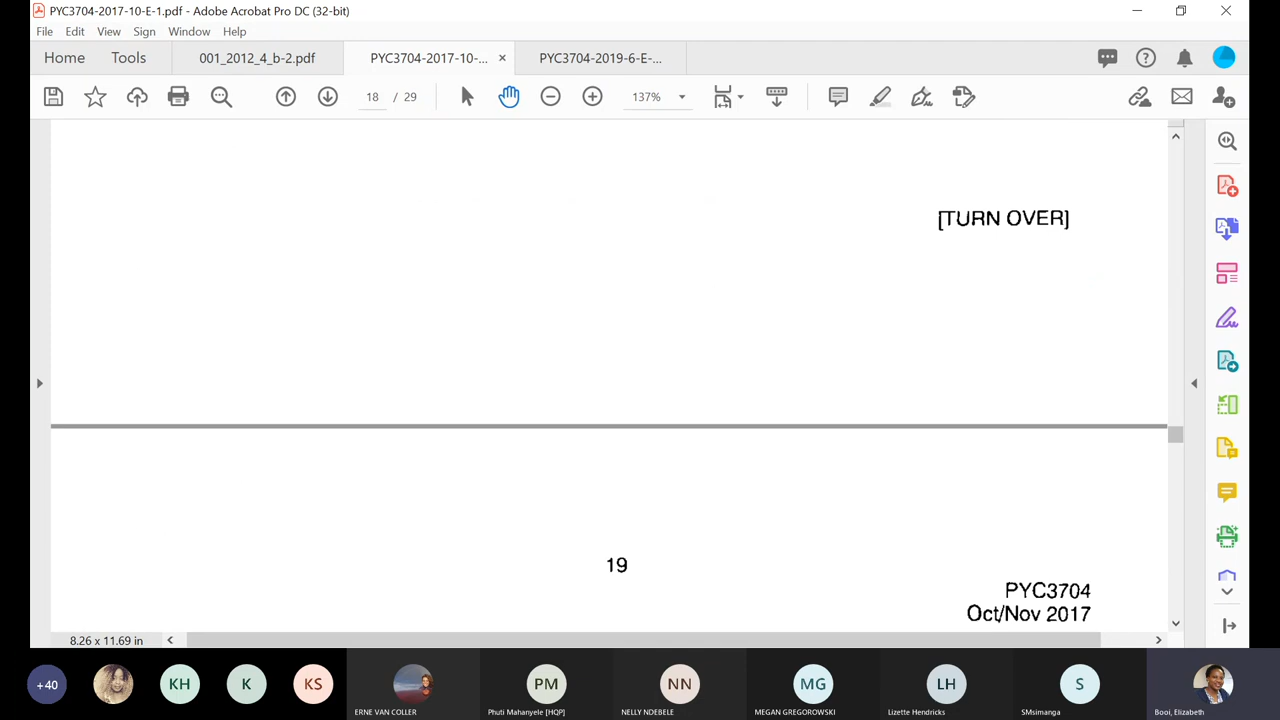 PYC3704-2017-10-E-1.pdf - Adobe Acrobat Pro DC (32-bit)
File Edit View Sign Window Help
Home Tools 001_2012_4_b-2.pdf PYC3704-2017-10-... PYC3704-2019-6-E-...
18 / 29 137%
[TURN OVER]
19
PYC3704
Oct/Nov 2017
8.26 x 11.69 in
+40 KH K KS PM NN MG LH S
ERNE VAN COLLER Phuti Mahanyele [HQP] NELLY NDEBELE MEGAN GREGOROWSKI Lizette Hendricks SMsimanga Booi, Elizabeth